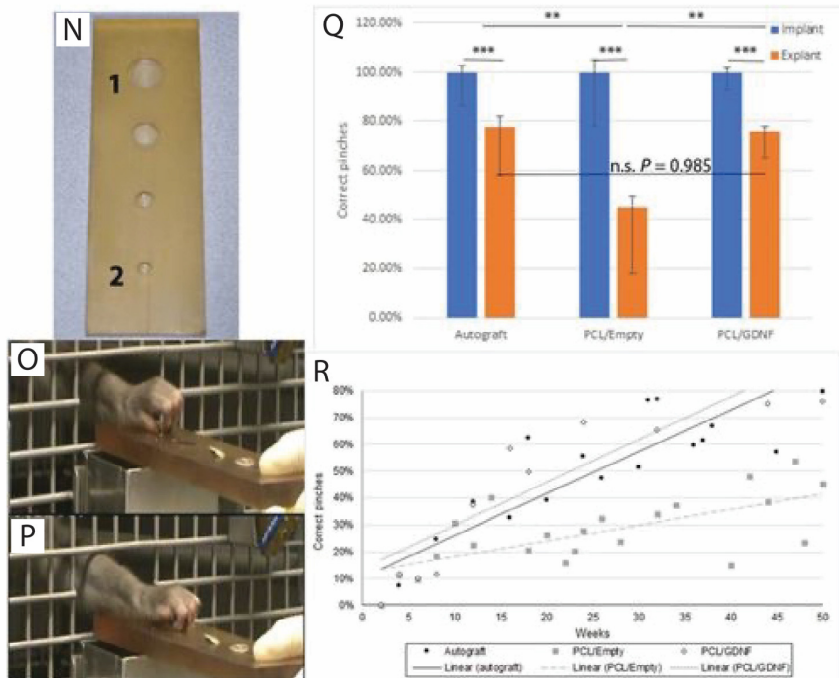 N
1
2
O
P
Q
120.00%
100.00%
80.00%
60.00%
40.00%
20.00%
0.00%
Correct pinches
Implant
Explant
** **
*** *** ***
n.s. P = 0.985
Autograft PCL/Empty PCL/GDNF
R
80%
70%
60%
50%
40%
30%
20%
10%
0%
Correct pinches
0 5 10 15 20 25 30 35 40 45 50
Weeks
Autograft PCL/Empty PCL/GDNF
Linear (autograft) Linear (PCL/Empty) Linear (PCL/GDNF)